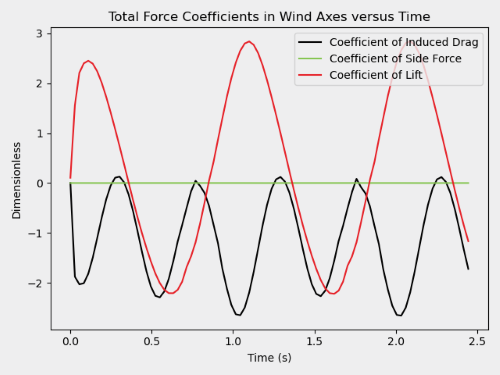 Total Force Coefficients in Wind Axes versus Time
3
2
1
0
−1
−2
Dimensionless
Coefficient of Induced Drag
Coefficient of Side Force
Coefficient of Lift
0.0
0.5
1.0
1.5
2.0
2.5
Time (s)